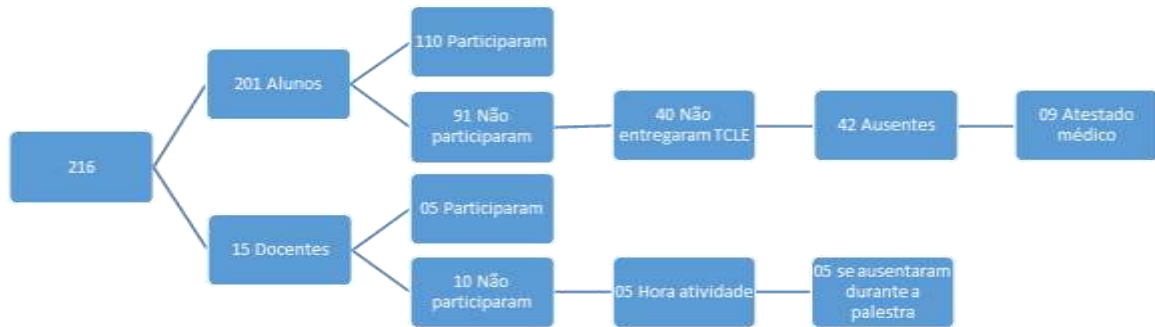 216
201 Alunos
110 Participaram
91 Não
participaram
40 Não
entregaram TCLE
42 Ausentes
09 Atestado
médico
15 Docentes
05 Participaram
10 Não
participaram
05 Hora atividade
05 se ausentaram
durante a
palestra